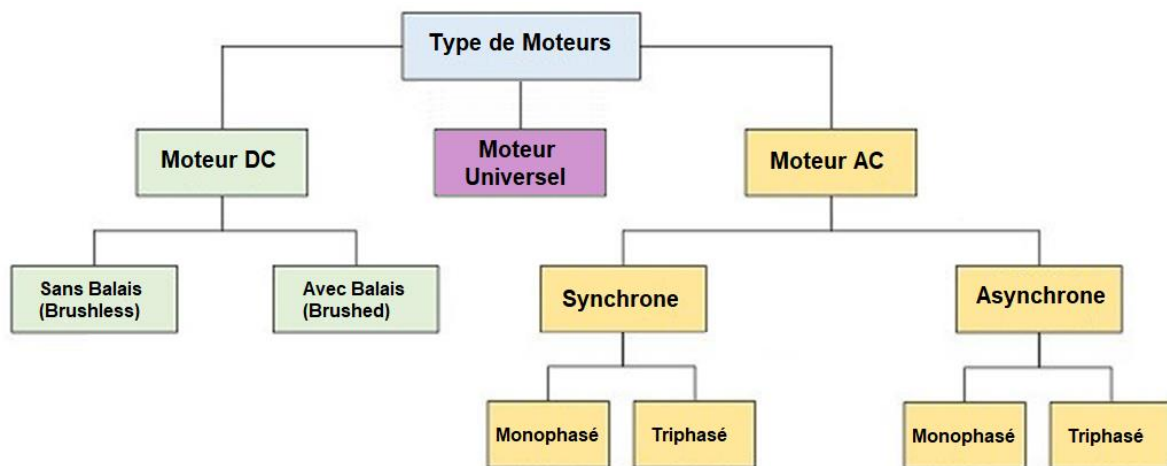 Type de Moteurs
Moteur DC
Moteur
Universel
Moteur AC
Sans Balais
(Brushless)
Avec Balais
(Brushed)
Synchrone
Asynchrone
Monophasé
Triphasé
Monophasé
Triphasé